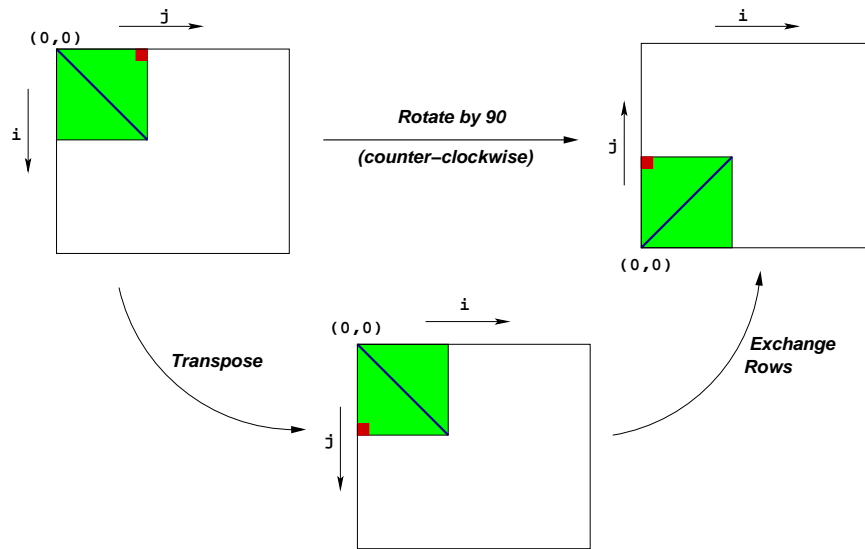 j
(0,0)
i
Rotate by 90
(counter−clockwise)
i
j
(0,0)
Transpose
i
(0,0)
j
Exchange
Rows